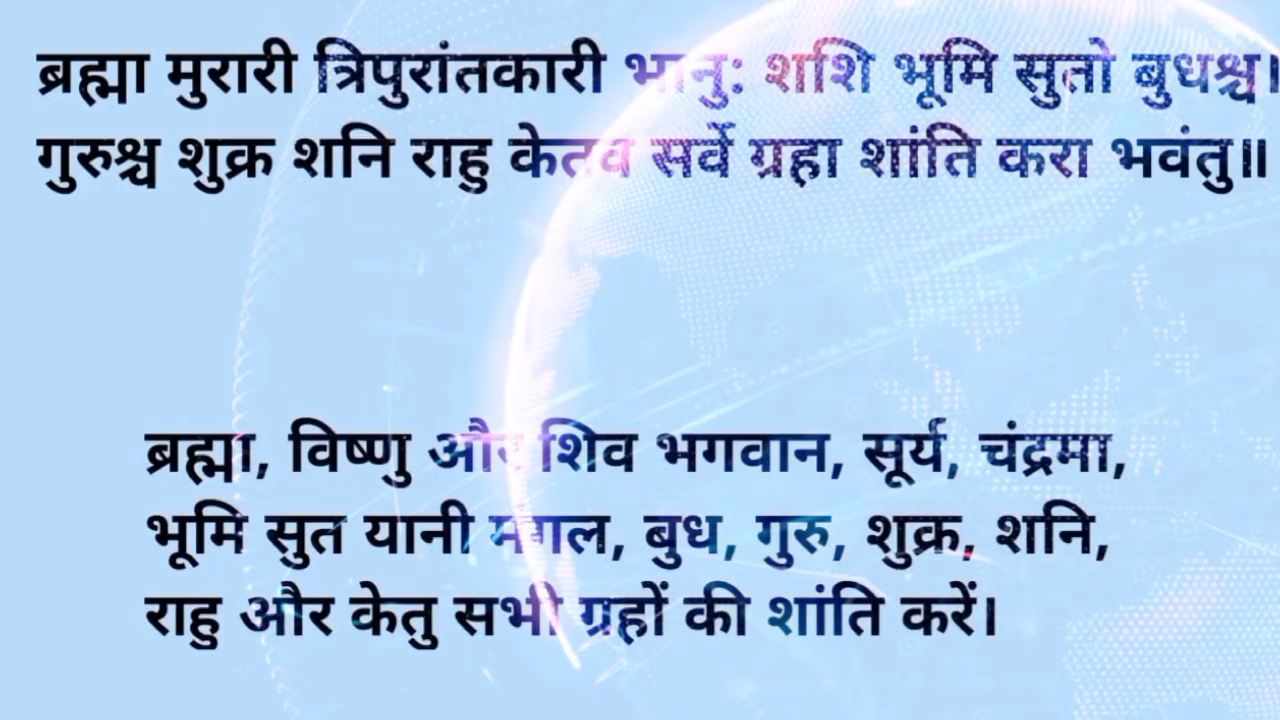 ब्रह्मा मुरारी त्रिपुरांतकारी भानु: शशि भूमि सुतो बुधश्च।
गुरुश्च शुक्र शनि राहु केतव सर्वे ग्रहा शांति करा भवंतु॥
ब्रह्मा, विष्णु और शिव भगवान, सूर्य, चंद्रमा,
भूमि सुत यानी मंगल, बुध, गुरु, शुक्र, शनि,
राहु और केतु सभी ग्रहों की शांति करें।